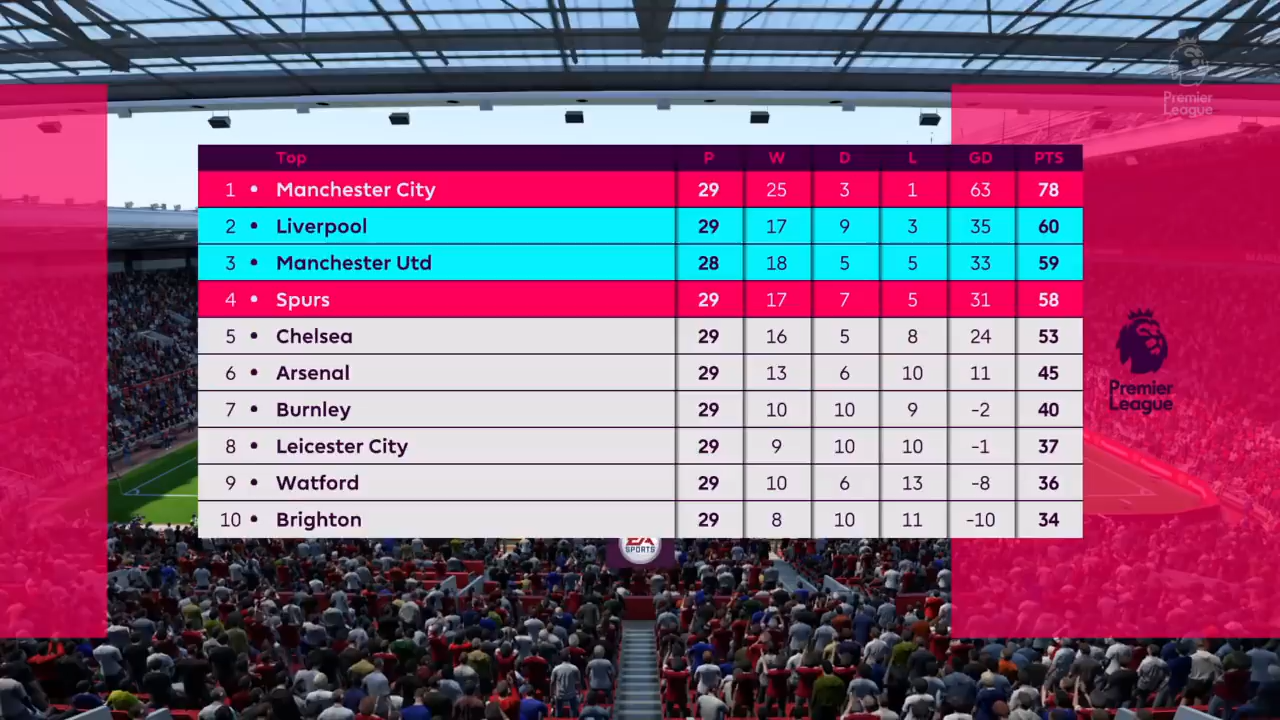 Premier
League
Top P W D L GD PTS
1 • Manchester City 29 25 3 1 63 78
2 • Liverpool 29 17 9 3 35 60
3 • Manchester Utd 28 18 5 5 33 59
4 • Spurs 29 17 7 5 31 58
5 • Chelsea 29 16 5 8 24 53
6 • Arsenal 29 13 6 10 11 45
7 • Burnley 29 10 10 9 -2 40
8 • Leicester City 29 9 10 10 -1 37
9 • Watford 29 10 6 13 -8 36
10 • Brighton 29 8 10 11 -10 34
Premier
League
EA
SPORTS